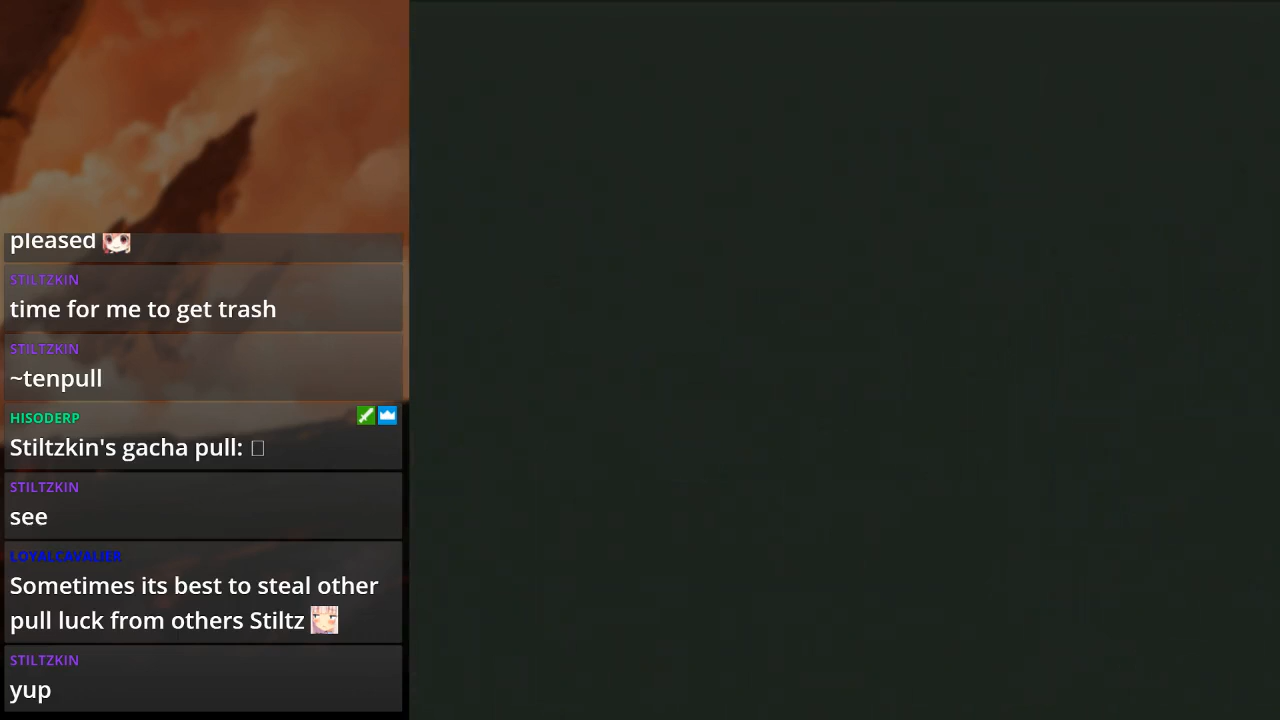 pleased
STILTZKIN
time for me to get trash
STILTZKIN
~tenpull
HISODERP
Stiltzkin's gacha pull: 
STILTZKIN
see
LOYALCAVALIER
Sometimes its best to steal other
pull luck from others Stiltz
STILTZKIN
yup